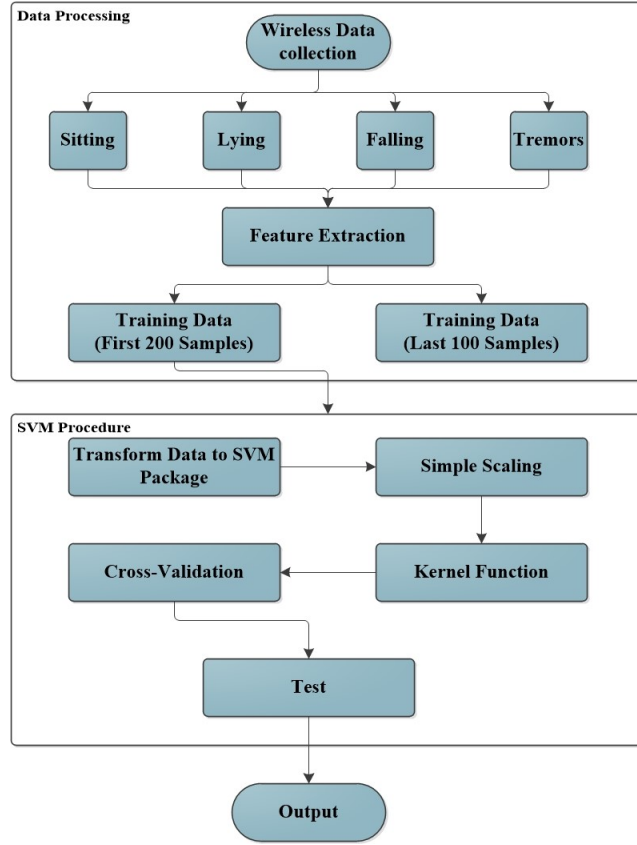 Data Processing
Wireless Data
collection
Sitting
Lying
Falling
Tremors
Feature Extraction
Training Data
(First 200 Samples)
Training Data
(Last 100 Samples)
SVM Procedure
Transform Data to SVM
Package
Simple Scaling
Cross-Validation
Kernel Function
Test
Output